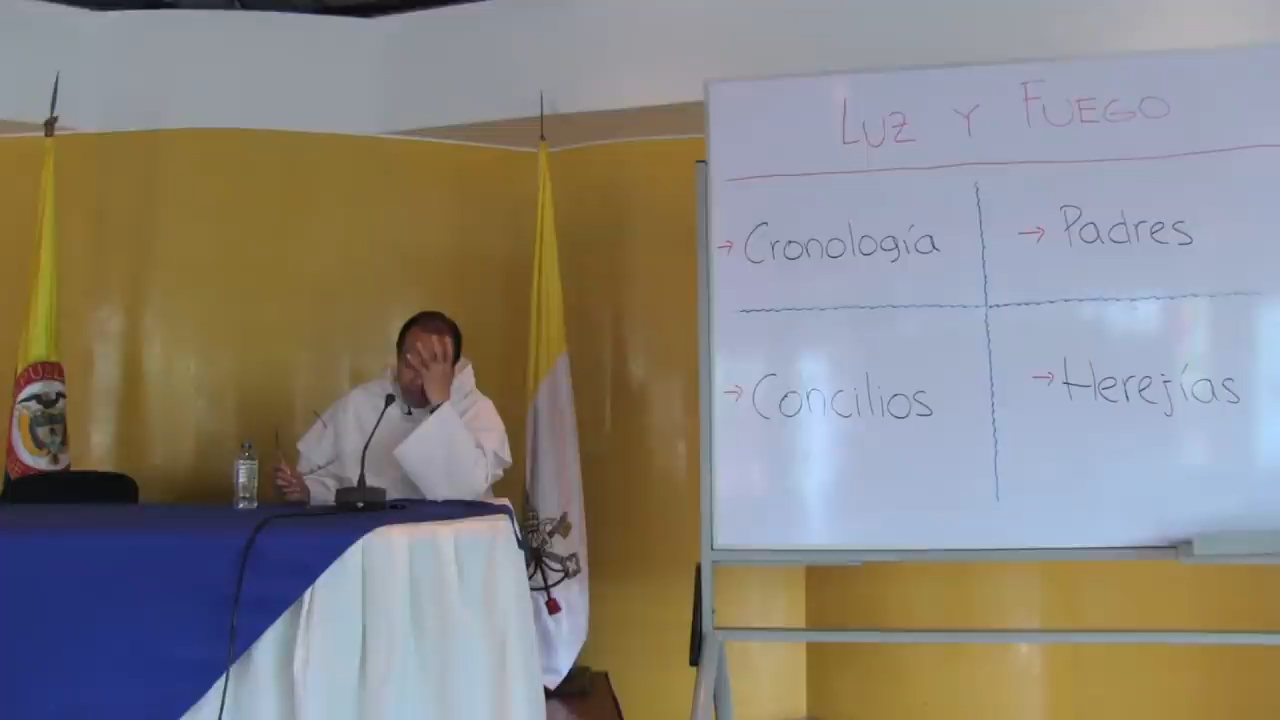 LUZ Y FUEGO
→ Cronología
→ Padres
→ Concilios
→ Herejías